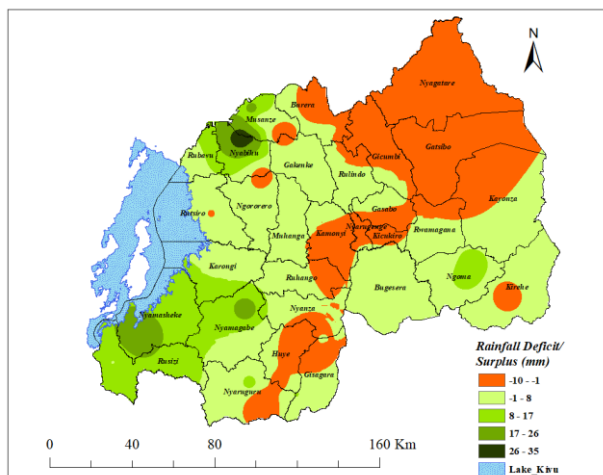 N
Nyagatare
Burera
Musanze
Gatsibo
Gicumbi
Nyabihu
Rubavu
Gakenke
Rulindo
Kayonza
Ngororero
Rutsiro
Gasabo
Nyarugenge
Rwamagana
Muhanga
Kamonyi
Kicukiro
Karongi
Ruhango
Bugesera
Ngoma
Kirehe
Nyanza
Nyamasheke
Nyamagabe
Huye
Rusizi
Gisagara
Nyaruguru
Rainfall Deficit/
Surplus (mm)
-10 - -1
-1 - 8
8 - 17
17 - 26
26 - 35
Lake_Kivu
0 40 80 160 Km